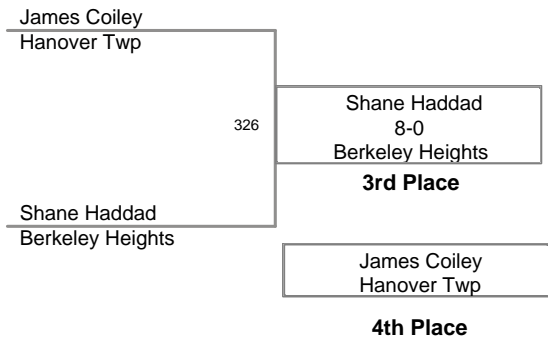 James Coiley
Hanover Twp
326
Shane Haddad
8-0
Berkeley Heights
3rd Place
Shane Haddad
Berkeley Heights
James Coiley
Hanover Twp
4th Place